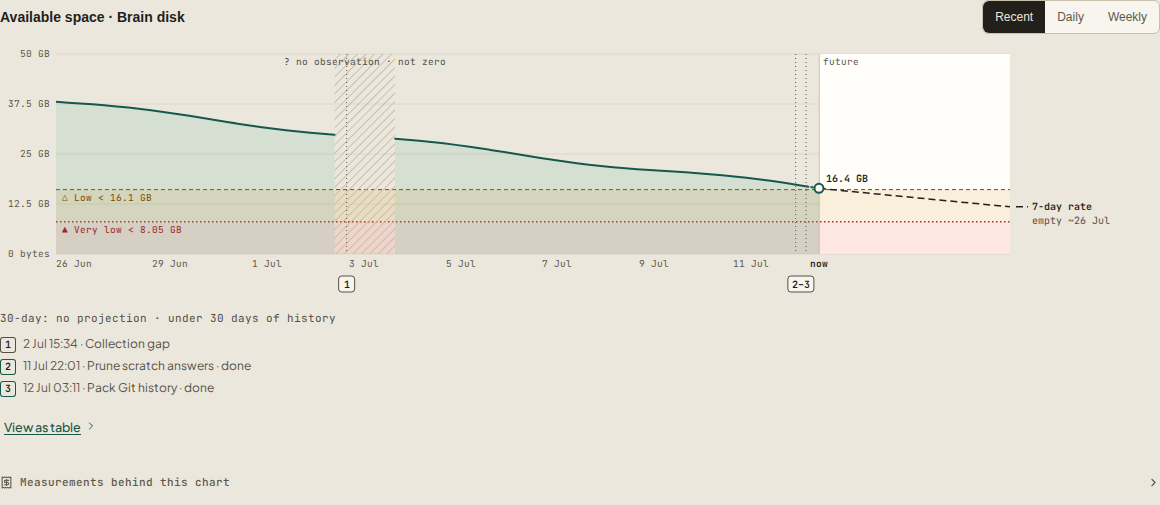 Available space · Brain disk
Recent Daily Weekly
50 GB
? no observation · not zero
future
37.5 GB
25 GB
16.4 GB
△ Low < 16.1 GB
12.5 GB
7-day rate
empty ~26 Jul
▲ Very low < 8.05 GB
0 bytes
26 Jun 29 Jun 1 Jul 3 Jul 5 Jul 7 Jul 9 Jul 11 Jul now
1 2–3
30-day: no projection · under 30 days of history
1 2 Jul 15:34 · Collection gap
2 11 Jul 22:01 · Prune scratch answers · done
3 12 Jul 03:11 · Pack Git history · done
View as table ›
Measurements behind this chart ›